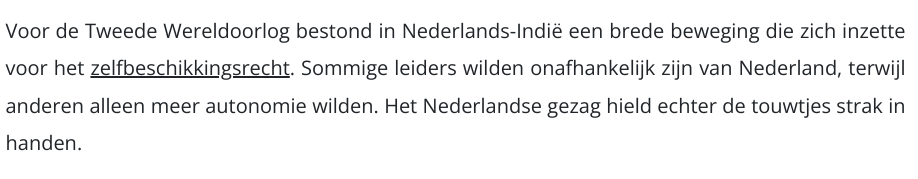 Voor de Tweede Wereldoorlog bestond in Nederlands-Indië een brede beweging die zich inzette
voor het zelfbeschikkingsrecht. Sommige leiders wilden onafhankelijk zijn van Nederland, terwijl
anderen alleen meer autonomie wilden. Het Nederlandse gezag hield echter de touwtjes strak in
handen.